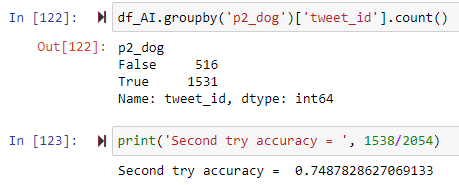 In [122]: df_AI.groupby('p2_dog')['tweet_id'].count()
Out[122]: p2_dog
False 516
True 1531
Name: tweet_id, dtype: int64
In [123]: print('Second try accuracy = ', 1538/2054)
Second try accuracy = 0.7487828627069133